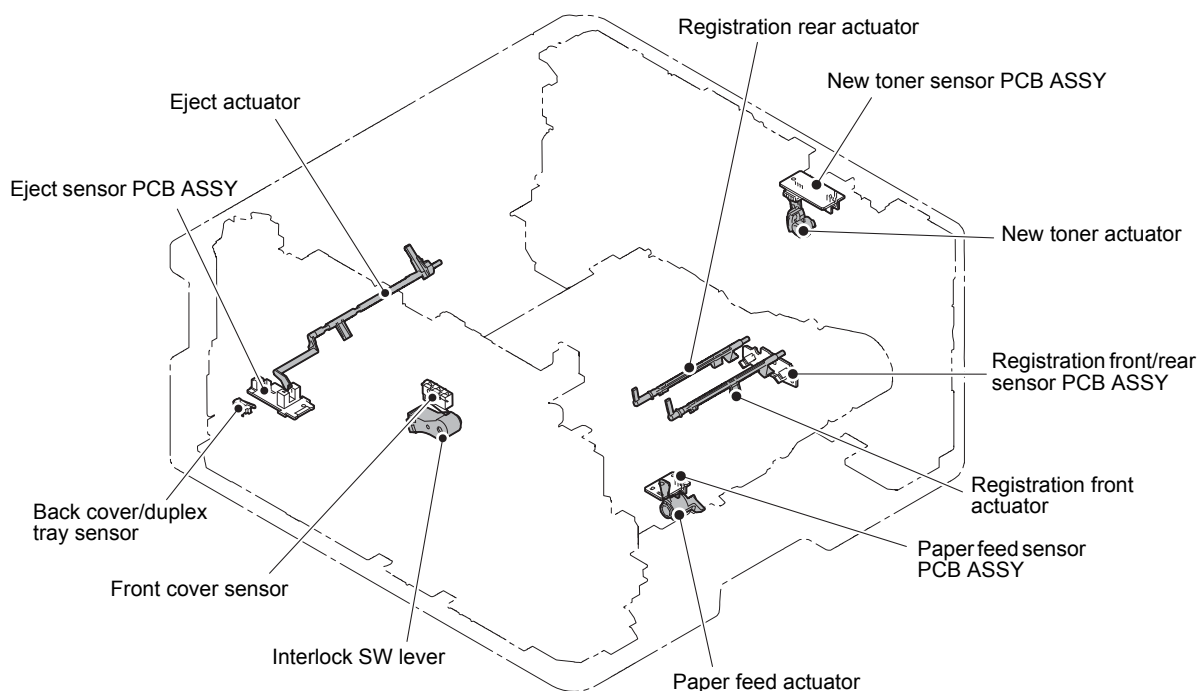 Registration rear actuator
New toner sensor PCB ASSY
Eject actuator
Eject sensor PCB ASSY
New toner actuator
Registration front/rear
sensor PCB ASSY
Registration front
actuator
Back cover/duplex
tray sensor
Paper feed sensor
PCB ASSY
Front cover sensor
Interlock SW lever
Paper feed actuator